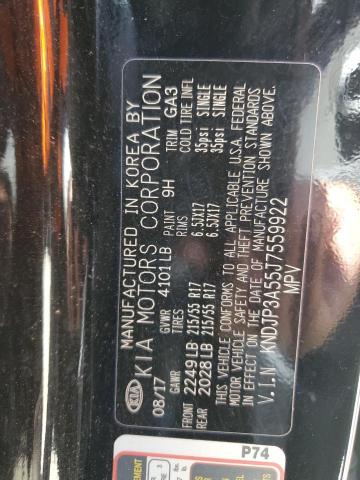 MANUFACTURED IN KOREA BY
KIA MOTORS CORPORATION
KIA
08/17 GVWR 4101LB PAINT 9H TRIM GA3
GAWR TIRES RIMS COLD TIRE INFL
FRONT 2249LB 215/55 R17 6.5JX17 35psi SINGLE
REAR 2028LB 215/55 R17 6.5JX17 35psi SINGLE
THIS VEHICLE CONFORMS TO ALL APPLICABLE U.S.A. FEDERAL
MOTOR VEHICLE SAFETY AND THEFT PREVENTION STANDARDS
IN EFFECT ON THE DATE OF MANUFACTURE SHOWN ABOVE.
V.I.N KNDJP3A55J7559922
MPV
P74